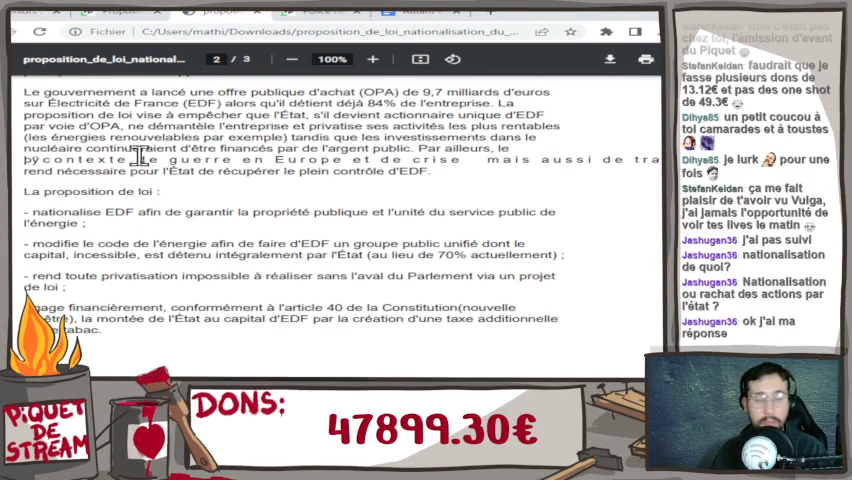 Fichier
C:/Users/mathi/Downloads/proposition_de_loi_nationalisation_du_
proposition_de_loi_national...
2 / 3
100%
Le gouvernement a lancé une offre publique d'achat (OPA) de 9,7 milliards d'euros
sur Électricité de France (EDF) alors qu'il détient déjà 84% de l'entreprise. La
proposition de loi vise à empêcher que l'État, s'il devient actionnaire unique d'EDF
par voie d'OPA, ne démantèle l'entreprise et privatise ses activités les plus rentables
(les énergies renouvelables par exemple) tandis que les investissements dans le
nucléaire continueraient d'être financés par de l'argent public. Par ailleurs, le
contexte de guerre en Europe et de crise mais aussi de tra
rend nécessaire pour l'État de récupérer le plein contrôle d'EDF.
La proposition de loi :
- nationalise EDF afin de garantir la propriété publique et l'unité du service public de
l'énergie ;
- modifie le code de l'énergie afin de faire d'EDF un groupe public unifié dont le
capital, incessible, est détenu intégralement par l'État (au lieu de 70% actuellement) ;
- rend toute privatisation impossible à réaliser sans l'aval du Parlement via un projet
de loi ;
gage financièrement, conformément à l'article 40 de la Constitution(nouvelle
être), la montée de l'État au capital d'EDF par la création d'une taxe additionnelle
tabac.
StefanKeldan: non c'était pas
chez toi, l'émission d'avant
du Piquet
StefanKeldan: faudrait que je
fasse plusieurs dons de
13.12€ et pas des one shot
de 49.3€
Dihya85: un petit coucou à
toi camarades et à toustes
Dihya85: je lurk pour une
fois
StefanKeldan: ça me fait
plaisir de t'avoir vu Vulga,
j'ai jamais l'opportunité de
voir tes lives le matin
Jashugan36: j'ai pas suivi
Jashugan36: nationalisation
de quoi?
Jashugan36: Nationalisation
ou rachat des actions par
l'état ?
Jashugan36: ok j'ai ma
réponse
PIQUET
DE
STREAM
DONS:
47899.30€